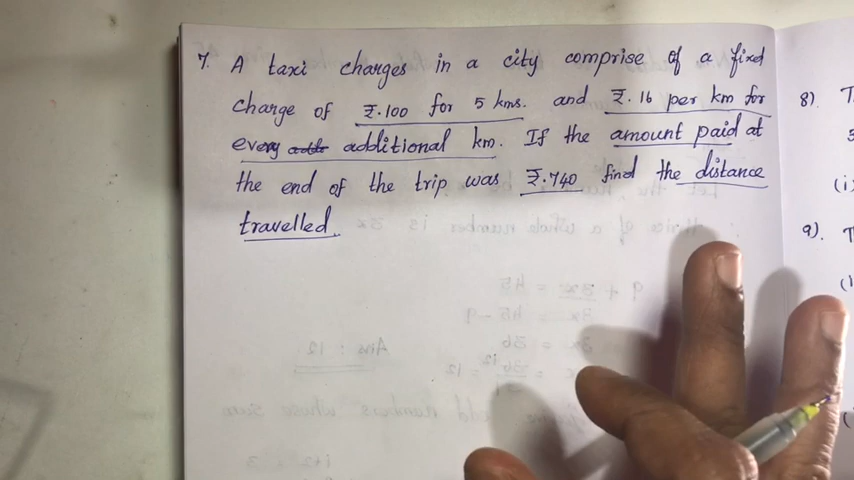 7. A taxi charges in a city comprise of a fixed
charge of ₹.100 for 5 kms. and ₹.16 per km for
every additional km. If the amount paid at
the end of the trip was ₹.740 find the distance
travelled.
8). T
5
(i)
9). T
(i
(i